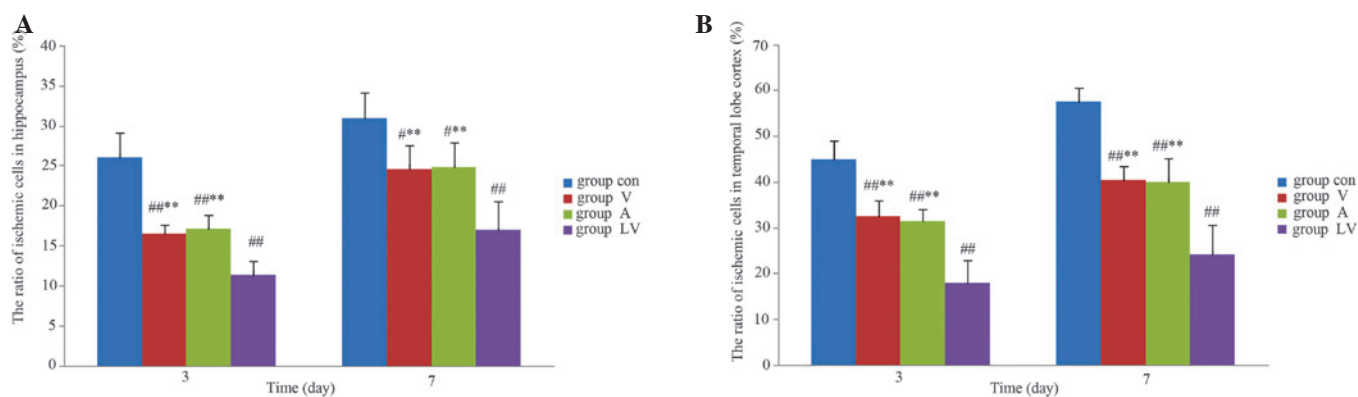 A
The ratio of ischemic cells in hippocampus (%)
40
35
30
25
20
15
10
5
0
##**
##**
##
#**
#**
##
3
7
Time (day)
group con
group V
group A
group LV
B
The ratio of ischemic cells in temporal lobe cortex (%)
70
60
50
40
30
20
10
0
##**
##**
##
##**
##**
##
3
7
Time (day)
group con
group V
group A
group LV